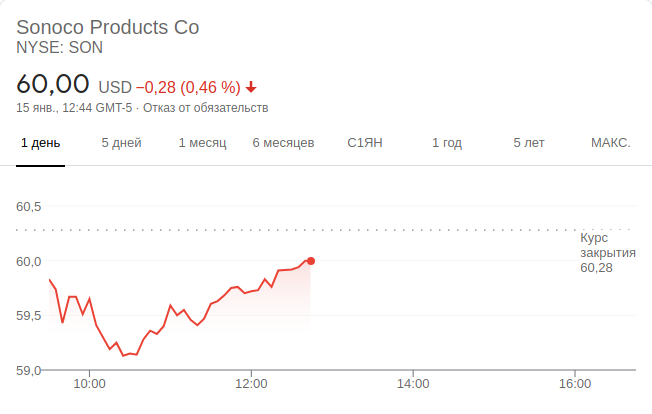 Sonoco Products Co
NYSE: SON
60,00 USD −0,28 (0,46 %)
15 янв., 12:44 GMT-5 · Отказ от обязательств
1 день 5 дней 1 месяц 6 месяцев С1ЯН 1 год 5 лет МАКС.
60,5
Курс
закрытия
60,28
60,0
59,5
59,0
10:00 12:00 14:00 16:00